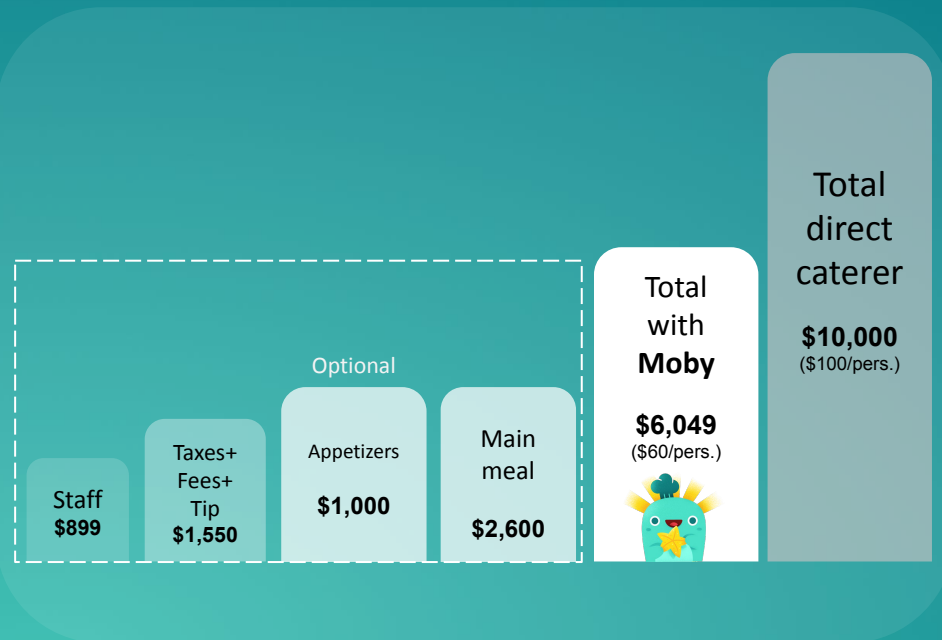 Staff
$899
Taxes+
Fees+
Tip
$1,550
Optional
Appetizers
$1,000
Main
meal
$2,600
Total
with
Moby
$6,049
($60/pers.)
Total
direct
caterer
$10,000
($100/pers.)